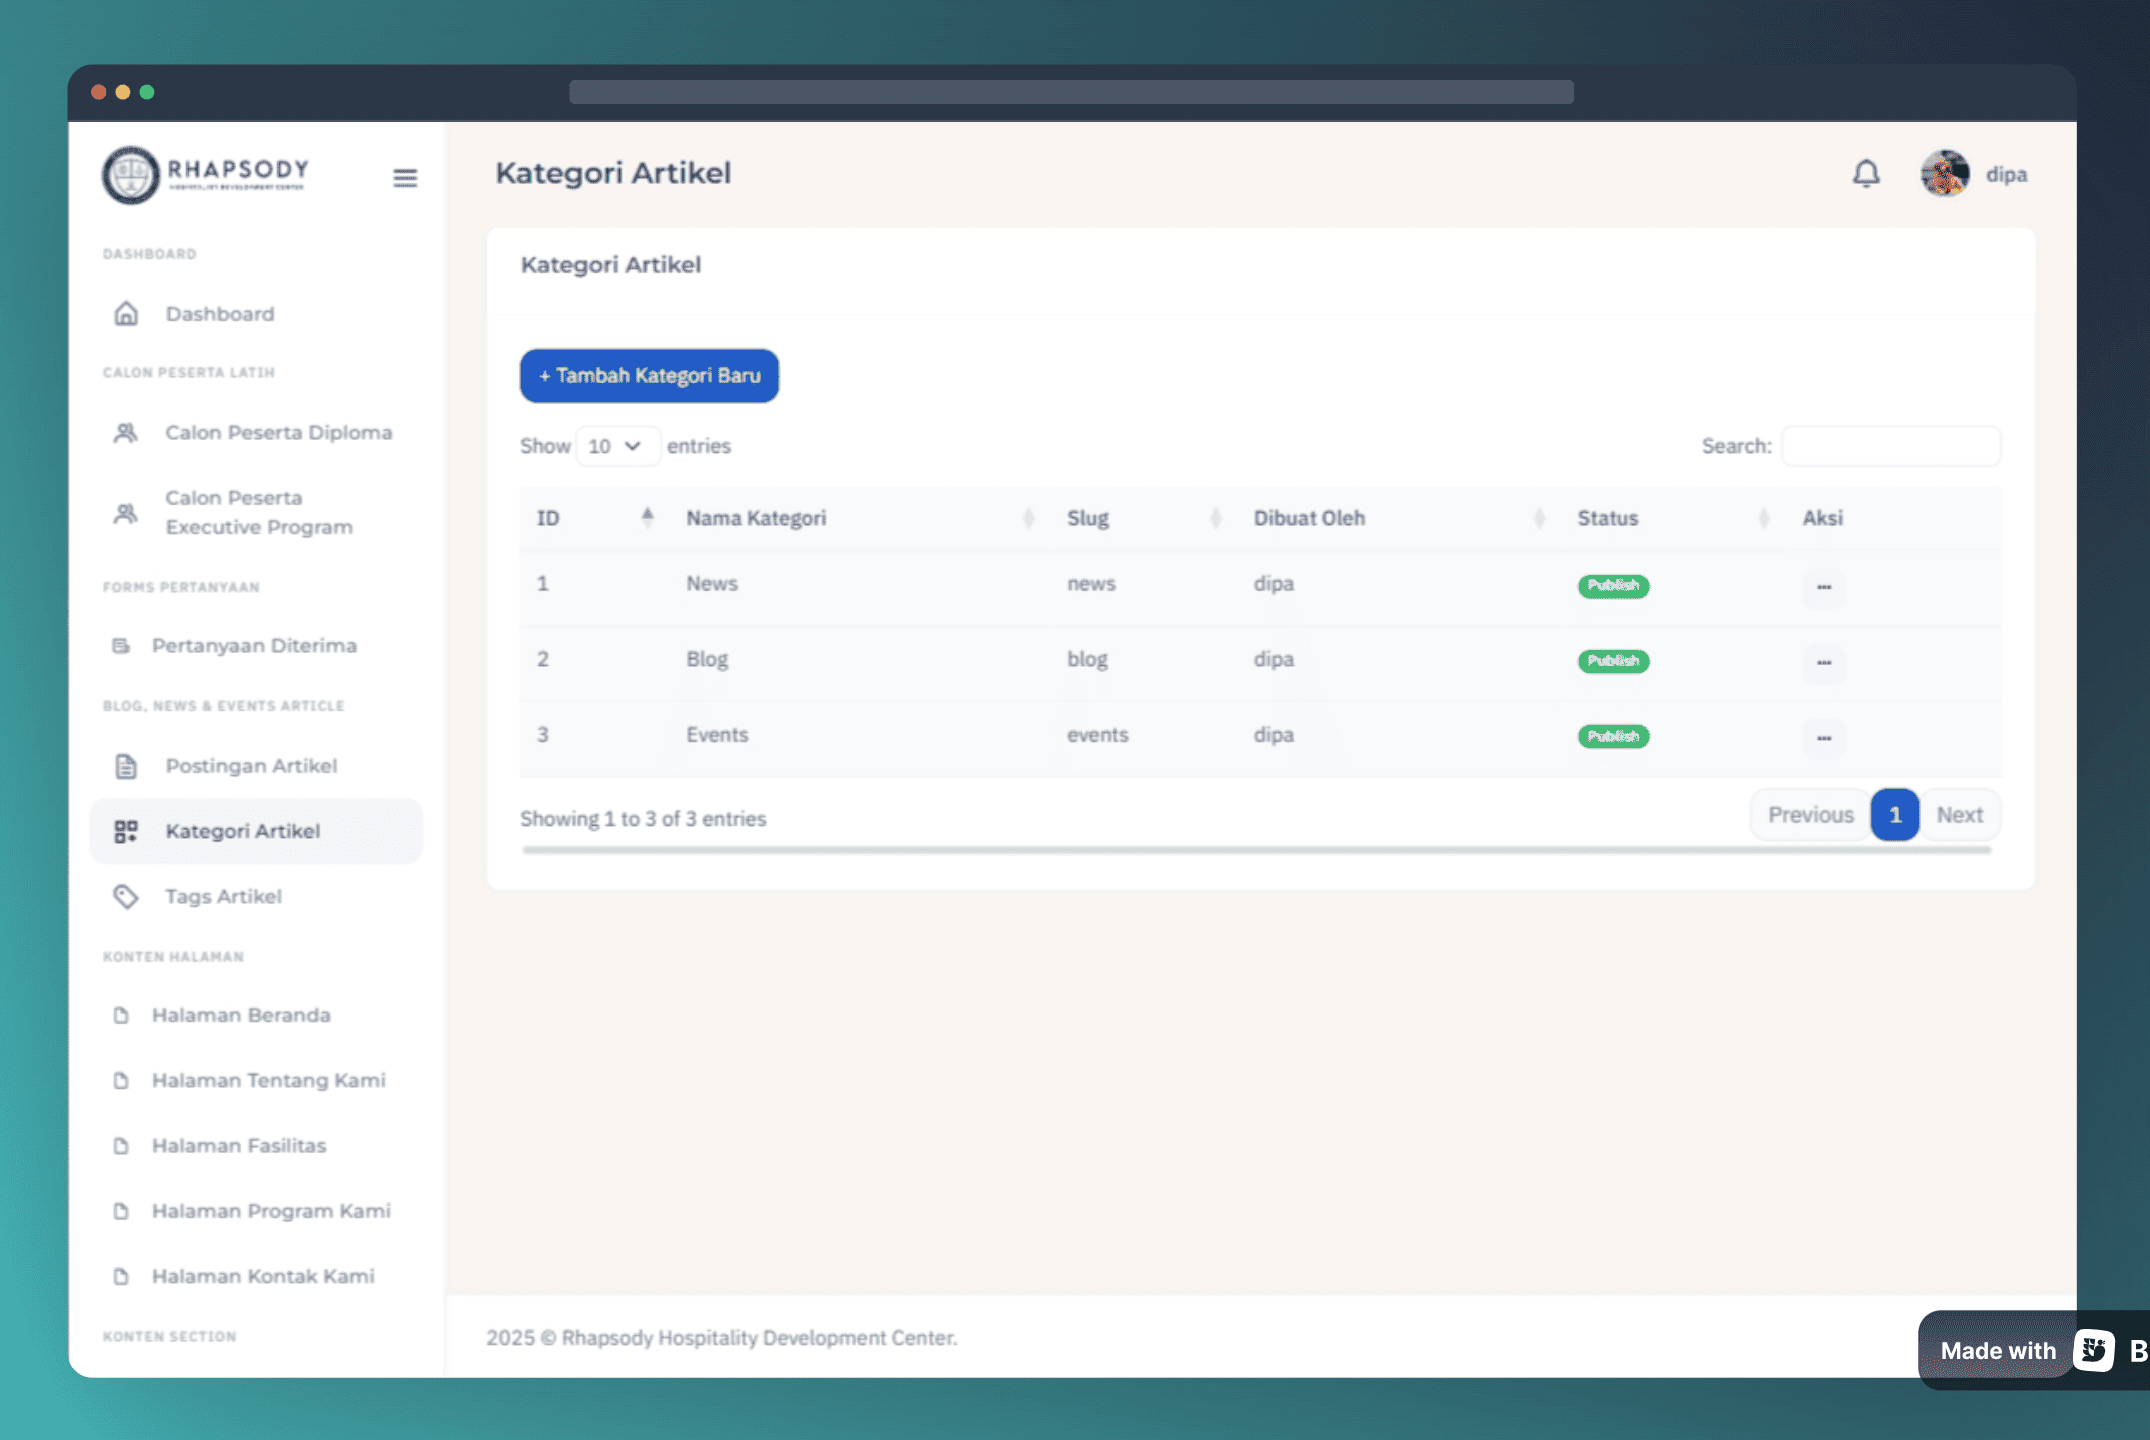 RHAPSODY
HOSPITALITY DEVELOPMENT CENTER
Kategori Artikel
dipa
DASHBOARD
Dashboard
CALON PESERTA LATIH
Calon Peserta Diploma
Calon Peserta
Executive Program
FORMS PERTANYAAN
Pertanyaan Diterima
BLOG, NEWS & EVENTS ARTICLE
Postingan Artikel
Kategori Artikel
Tags Artikel
KONTEN HALAMAN
Halaman Beranda
Halaman Tentang Kami
Halaman Fasilitas
Halaman Program Kami
Halaman Kontak Kami
KONTEN SECTION
Kategori Artikel
+ Tambah Kategori Baru
Show 10 entries Search:
ID Nama Kategori Slug Dibuat Oleh Status Aksi
1 News news dipa Publish ...
2 Blog blog dipa Publish ...
3 Events events dipa Publish ...
Showing 1 to 3 of 3 entries Previous 1 Next
2025 © Rhapsody Hospitality Development Center.
Made with B